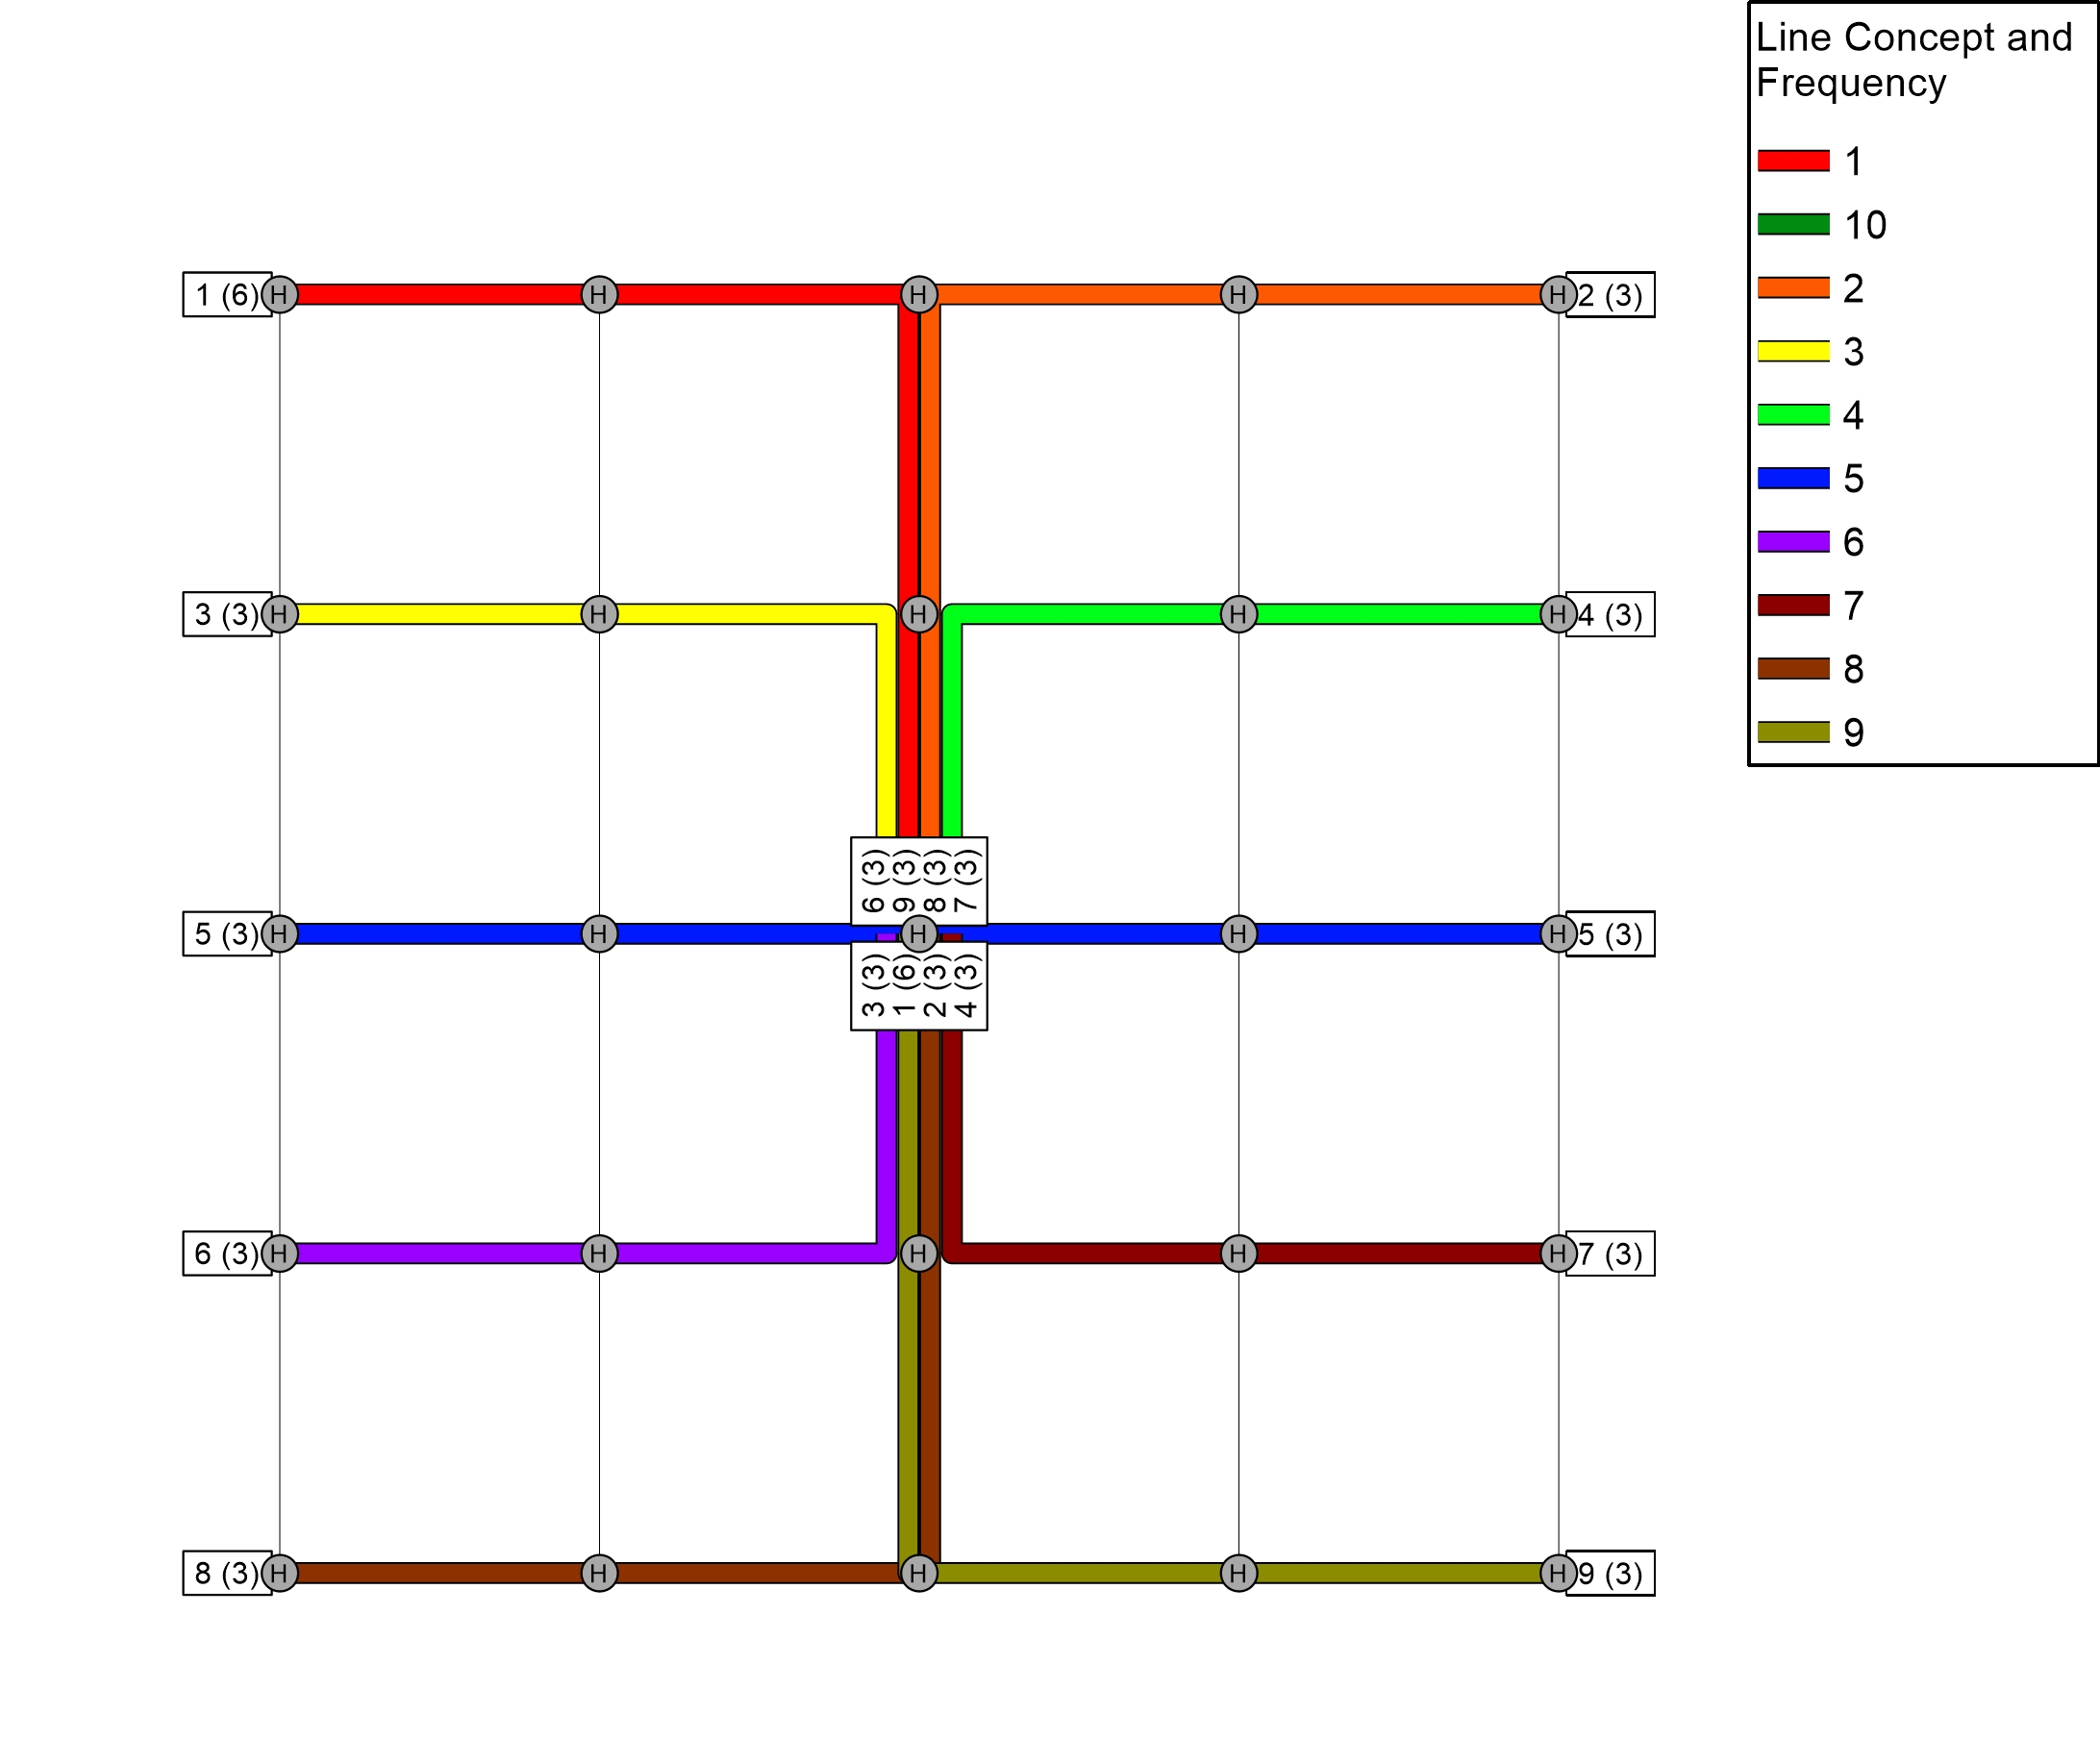 Line Concept and
Frequency
1
10
2
3
4
5
6
7
8
9
1 (6) H H H H H 2 (3)
3 (3) H H H H H 4 (3)
6 (3)
9 (3)
8 (3)
7 (3)
5 (3) H H H H H 5 (3)
3 (3)
1 (6)
2 (3)
4 (3)
6 (3) H H H H H 7 (3)
8 (3) H H H H H 9 (3)